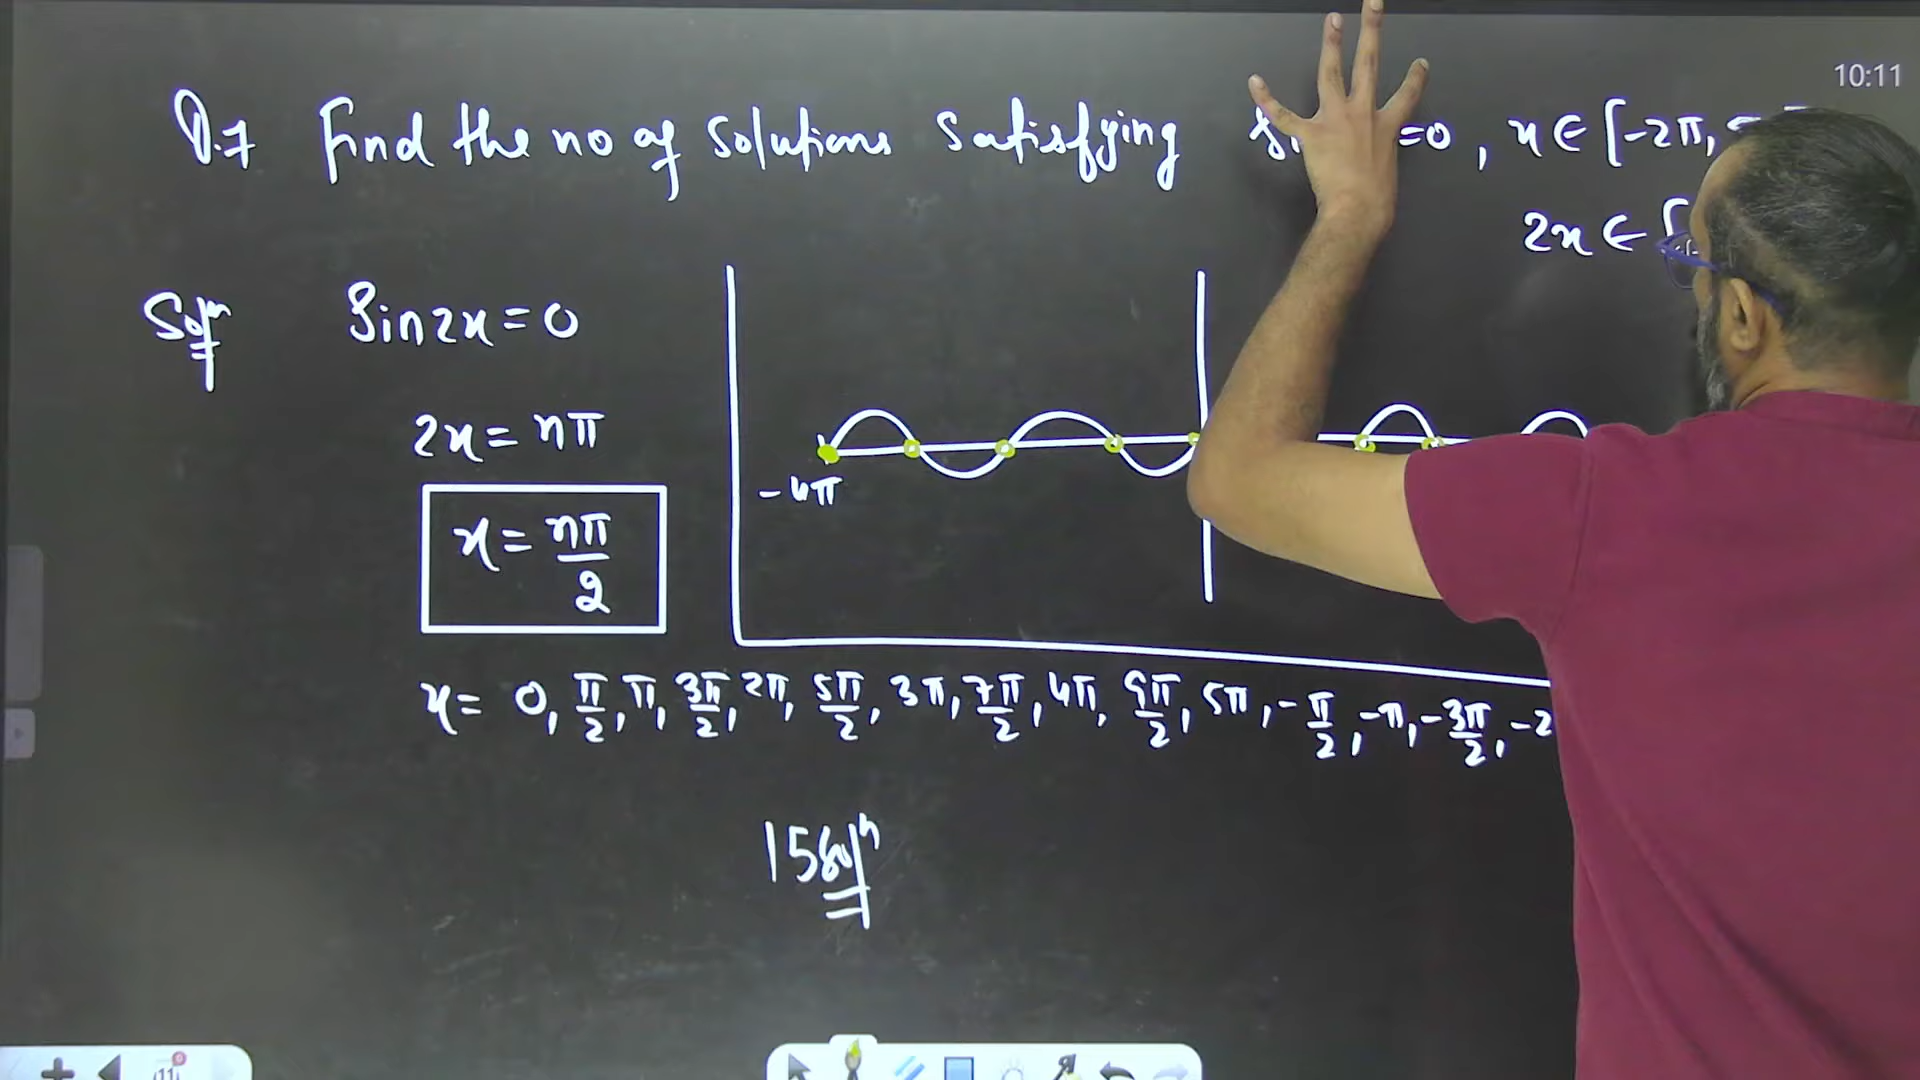 10:11
Q.7 Find the no of solutions satisfying =0, x ∈ [-2π,
2x ∈ [
Solⁿ Sin2x = 0
2x = nπ
x = nπ/2
-4π
x = 0, π/2, π, 3π/2, 2π, 5π/2, 3π, 7π/2, 4π, 9π/2, 5π, -π/2, -π, -3π/2, -2
15 Solⁿ
11